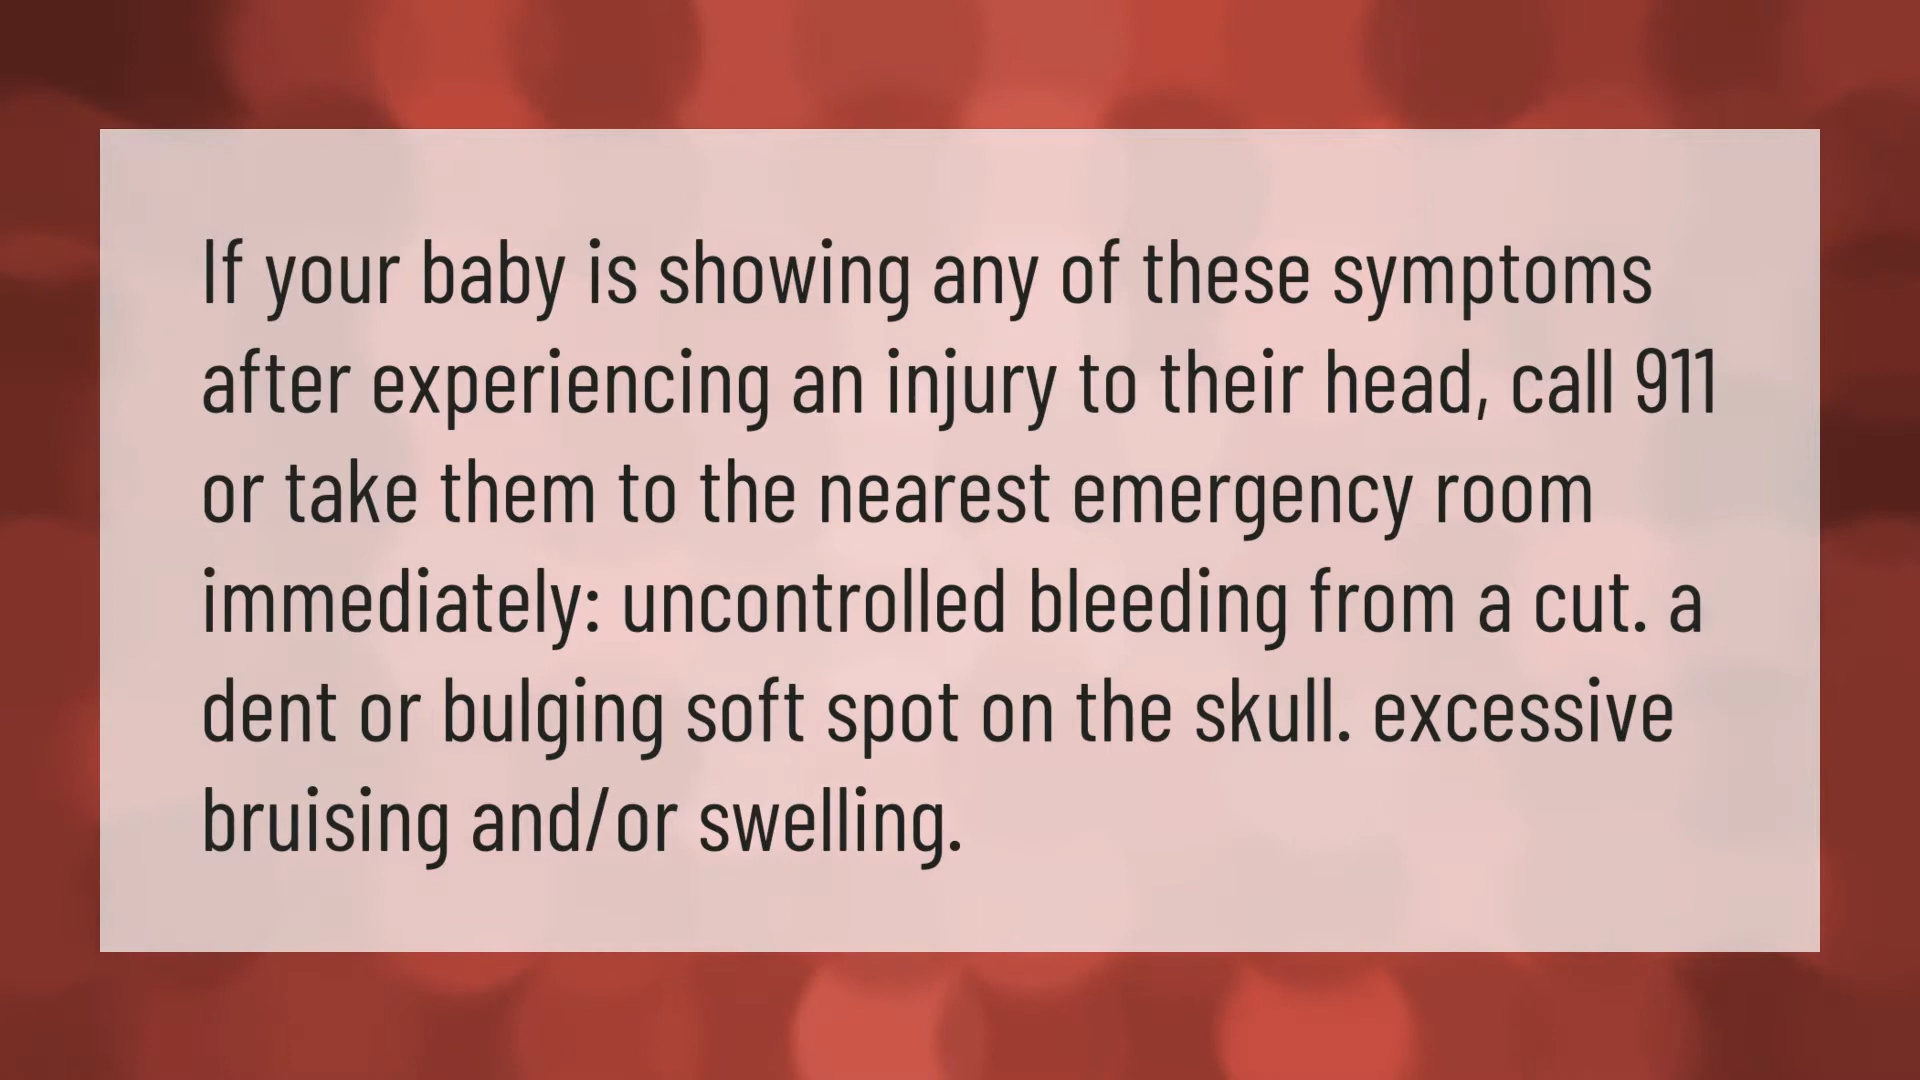 If your baby is showing any of these symptoms
after experiencing an injury to their head, call 911
or take them to the nearest emergency room
immediately: uncontrolled bleeding from a cut. a
dent or bulging soft spot on the skull. excessive
bruising and/or swelling.